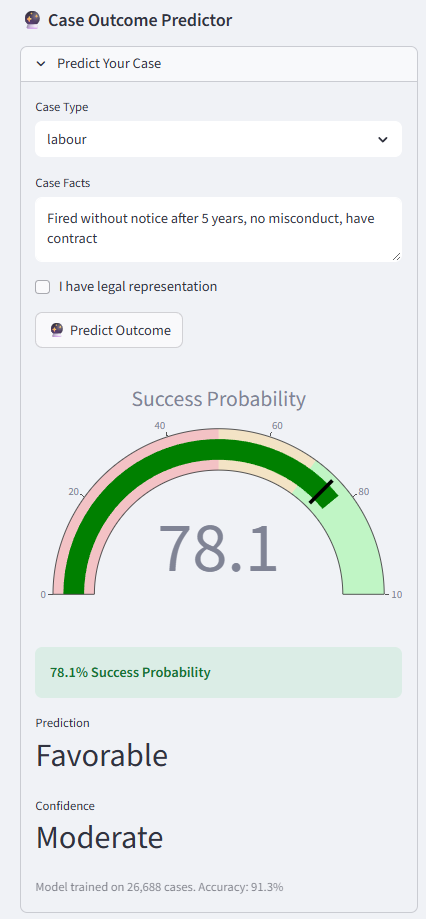 Case Outcome Predictor
Predict Your Case
Case Type
labour
Case Facts
Fired without notice after 5 years, no misconduct, have
contract
I have legal representation
Predict Outcome
Success Probability
40
60
20
80
78.1
0
10
78.1% Success Probability
Prediction
Favorable
Confidence
Moderate
Model trained on 26,688 cases. Accuracy: 91.3%